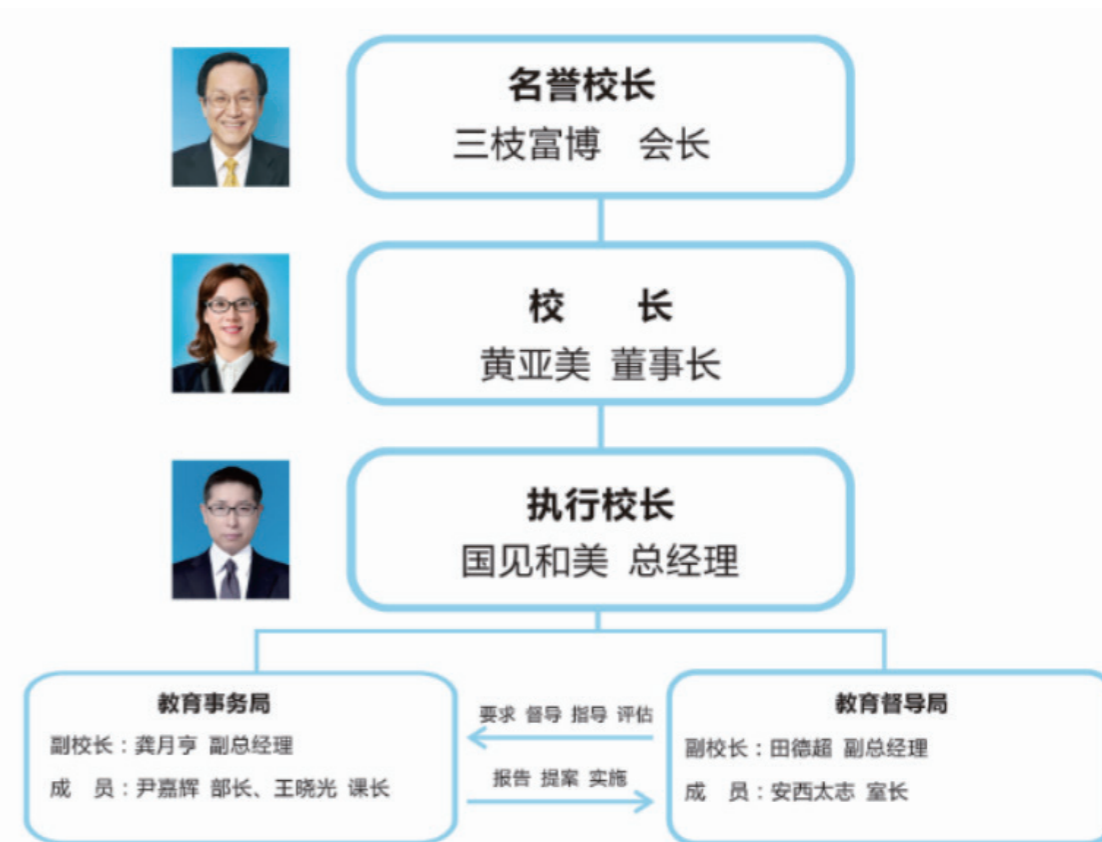 名誉校长
三枝富博 会长
校 长
黄亚美 董事长
执行校长
国见和美 总经理
教育事务局
副校长：龚月亨 副总经理
成 员：尹嘉辉 部长、王晓光 课长
要求 督导 指导 评估
报告 提案 实施
教育督导局
副校长：田德超 副总经理
成 员：安西太志 室长